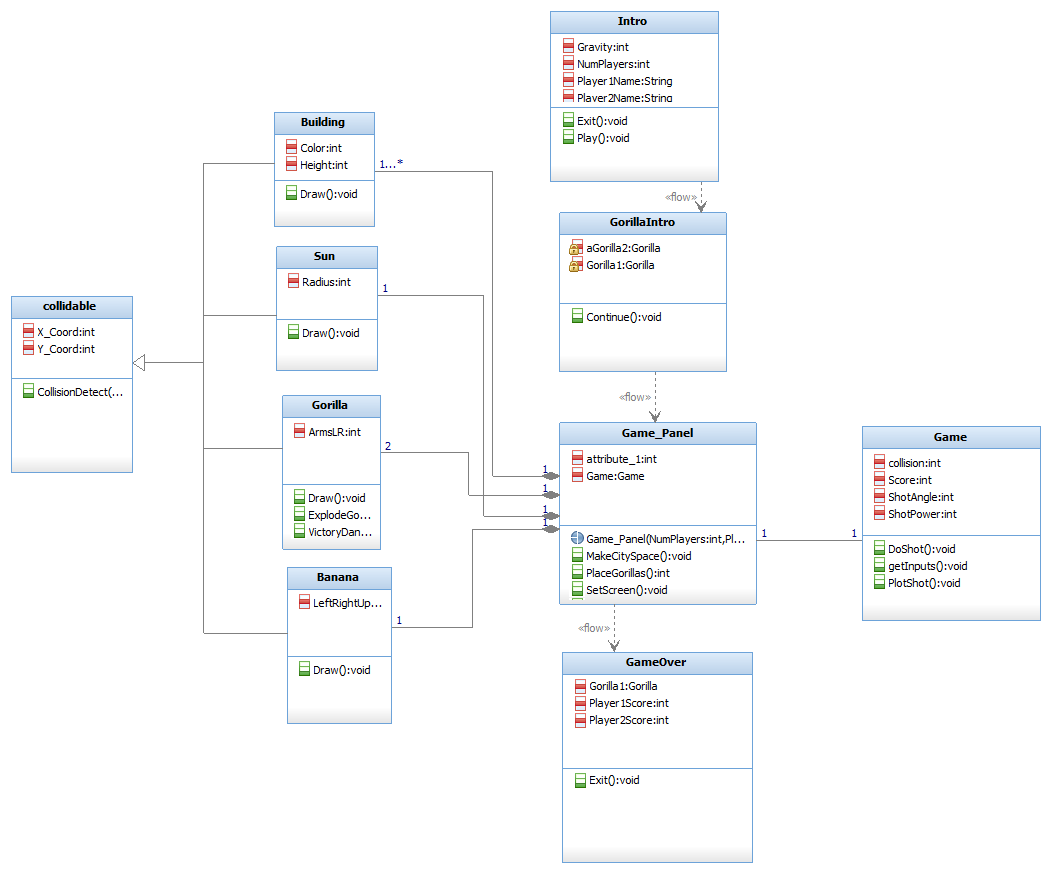 Intro
Gravity:int
NumPlayers:int
Player1Name:String
Player2Name:String
Exit():void
Play():void
«flow»
GorillaIntro
aGorilla2:Gorilla
Gorilla1:Gorilla
Continue():void
«flow»
Building
Color:int
Height:int
Draw():void
1...*
Sun
Radius:int
Draw():void
1
collidable
X_Coord:int
Y_Coord:int
CollisionDetect(...
Gorilla
ArmsLR:int
Draw():void
ExplodeGo...
VictoryDan...
2
Banana
LeftRightUp...
Draw():void
1
1
1
1
1
Game_Panel
attribute_1:int
Game:Game
Game_Panel(NumPlayers:int,Pl...
MakeCitySpace():void
PlaceGorillas():int
SetScreen():void
1
1
Game
collision:int
Score:int
ShotAngle:int
ShotPower:int
DoShot():void
getInputs():void
PlotShot():void
«flow»
GameOver
Gorilla1:Gorilla
Player1Score:int
Player2Score:int
Exit():void